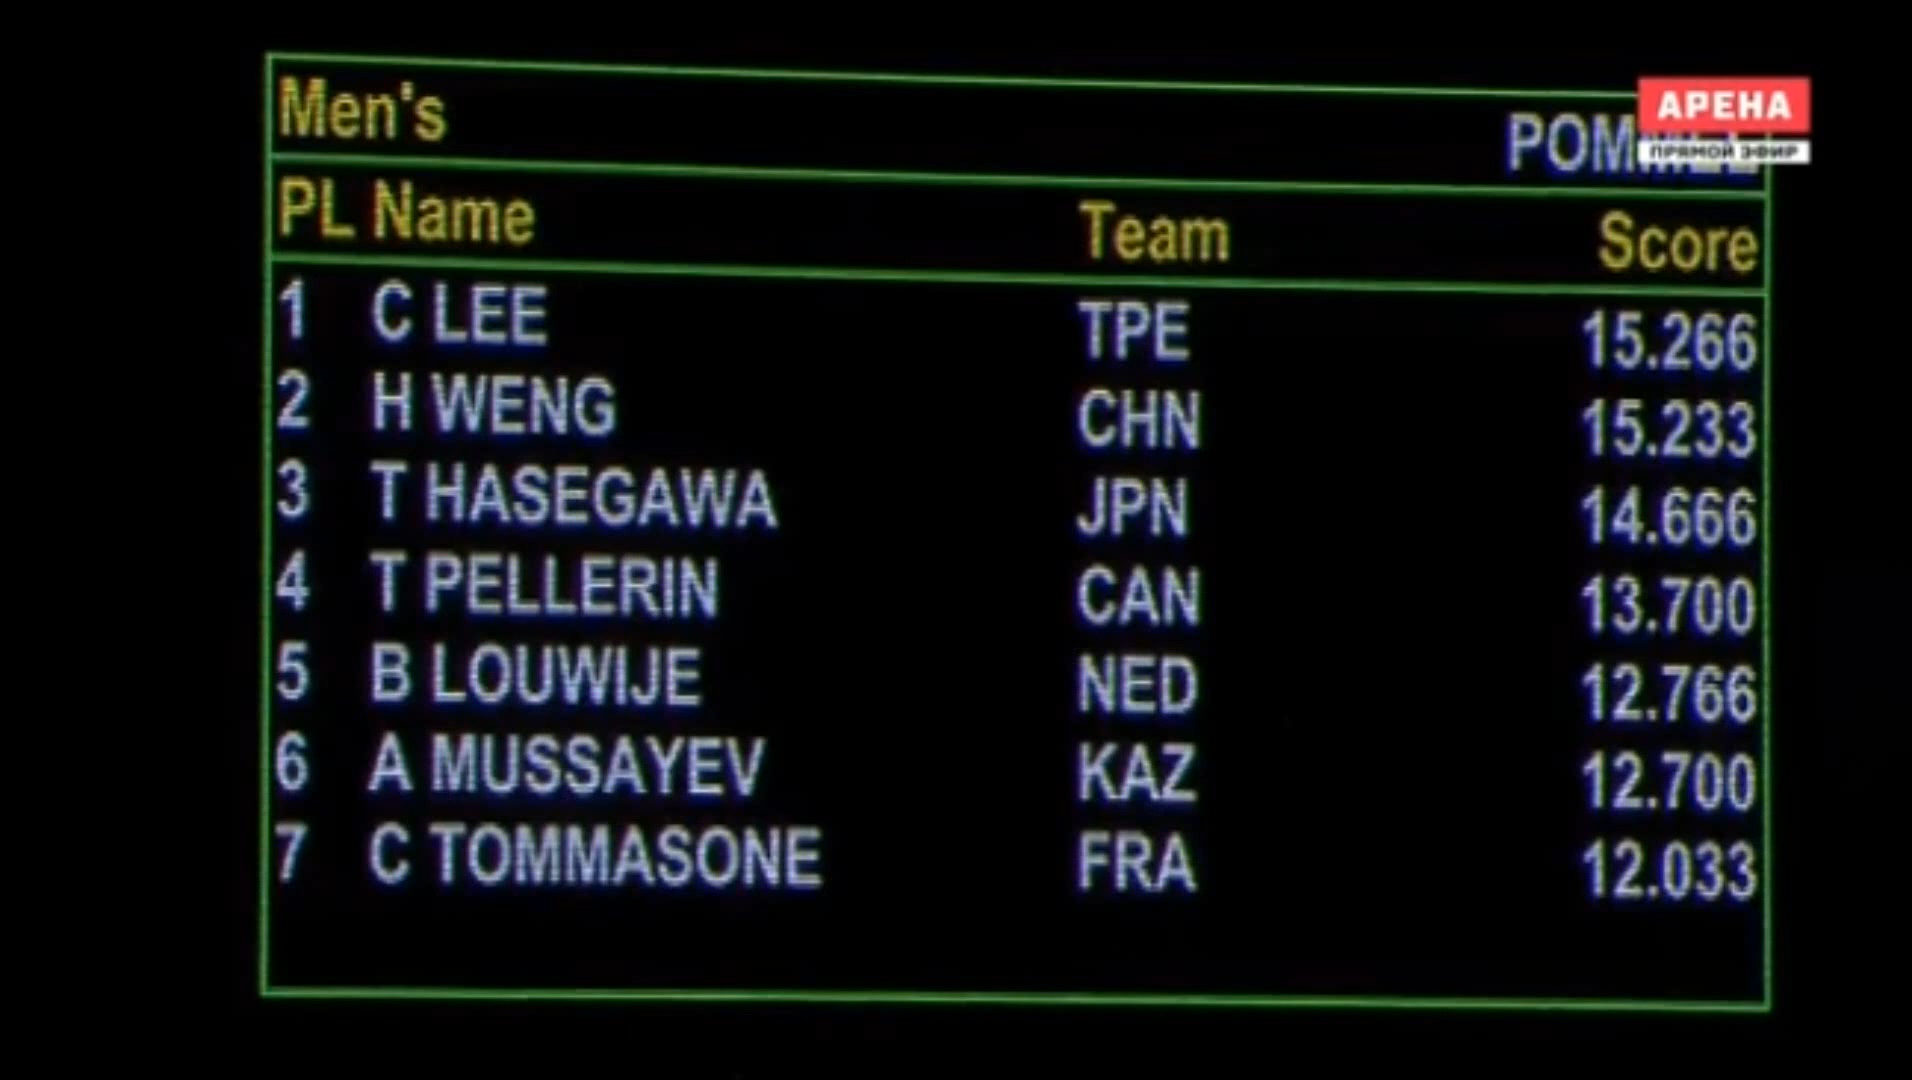 Men's
АРЕНА
ПРЯМОЙ ЭФИР
PL Name Team Score
1 C LEE TPE 15.266
2 H WENG CHN 15.233
3 T HASEGAWA JPN 14.666
4 T PELLERIN CAN 13.700
5 B LOUWIJE NED 12.766
6 A MUSSAYEV KAZ 12.700
7 C TOMMASONE FRA 12.033